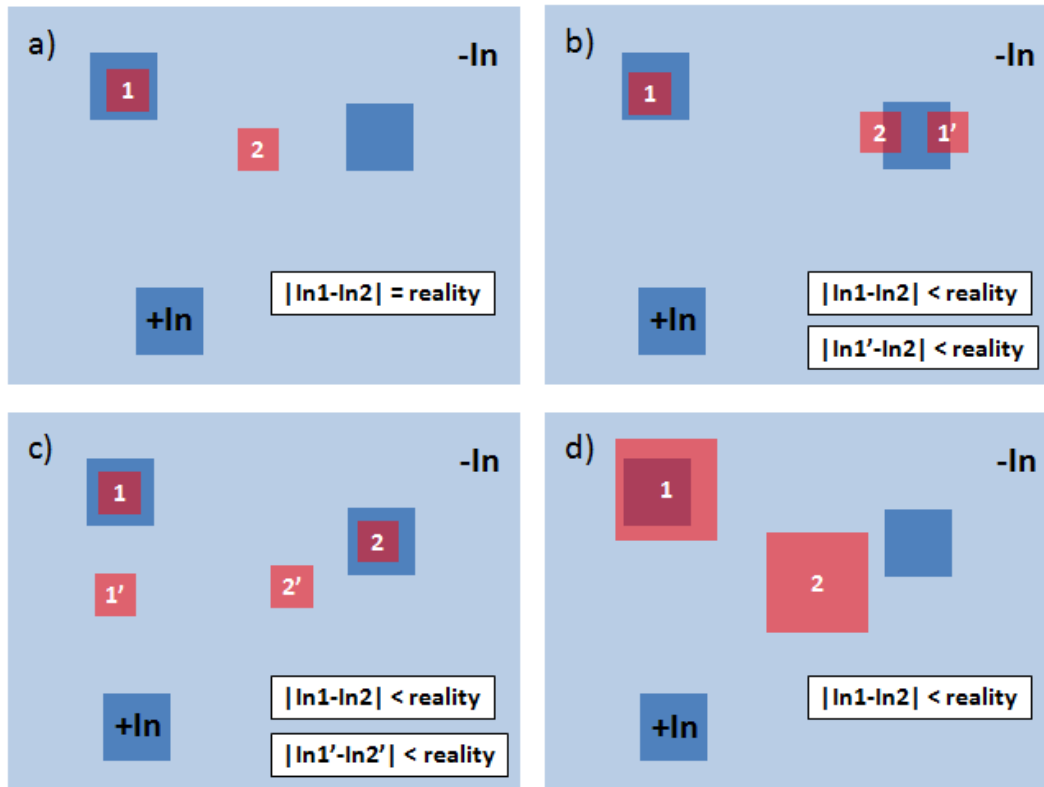 a)
-In
1
2
+In
|In1-In2| = reality
b)
-In
1
2
1’
+In
|In1-In2| < reality
|In1’-In2| < reality
c)
-In
1
2
1’
2’
+In
|In1-In2| < reality
|In1’-In2’| < reality
d)
-In
1
2
+In
|In1-In2| < reality